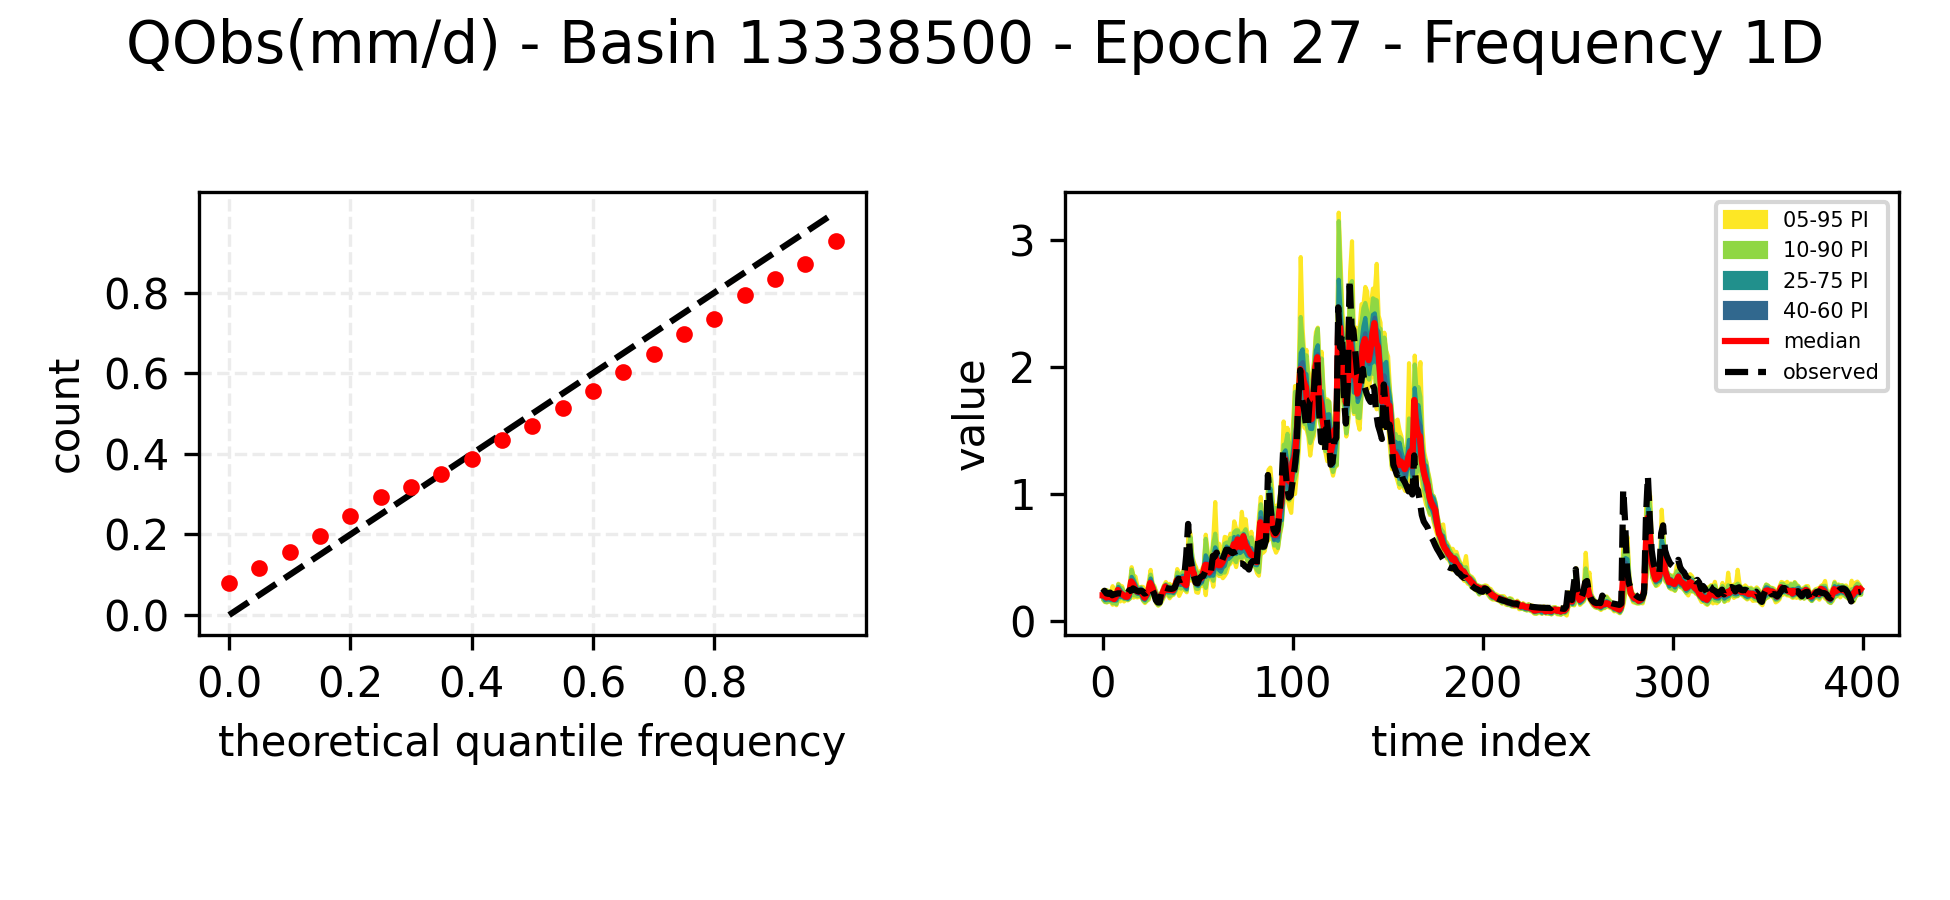 QObs(mm/d) - Basin 13338500 - Epoch 27 - Frequency 1D
count
0.8
0.6
0.4
0.2
0.0
0.0 0.2 0.4 0.6 0.8
theoretical quantile frequency
value
3
2
1
0
0 100 200 300 400
time index
05-95 PI
10-90 PI
25-75 PI
40-60 PI
median
observed